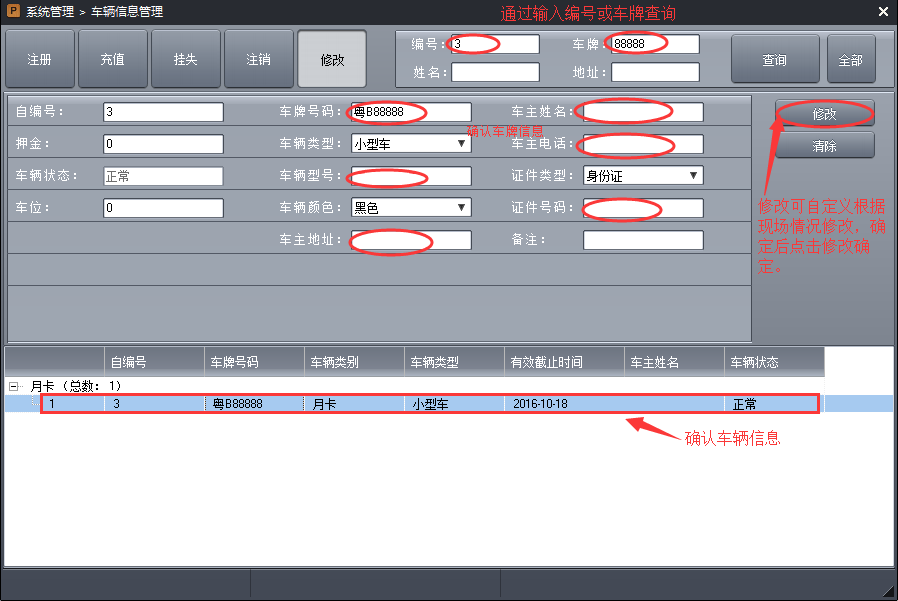 P 系统管理 > 车辆信息管理
通过输入编号或车牌查询
注册 充值 挂失 注销 修改
编号: 3 车牌: 88888
姓名: 地址:
查询 全部
自编号: 3 车牌号码: 粤B88888 车主姓名: 修改
确认车牌信息
押金: 0 车辆类型: 小型车 车主电话: 清除
车辆状态: 正常 车辆型号: 证件类型: 身份证
车位: 0 车辆颜色: 黑色 证件号码:
车主地址: 备注:
修改可自定义根据
现场情况修改，确
定后点击修改确
定。
自编号 车牌号码 车辆类别 车辆类型 有效截止时间 车主姓名 车辆状态
月卡 (总数: 1)
1 3 粤B88888 月卡 小型车 2016-10-18 正常
确认车辆信息